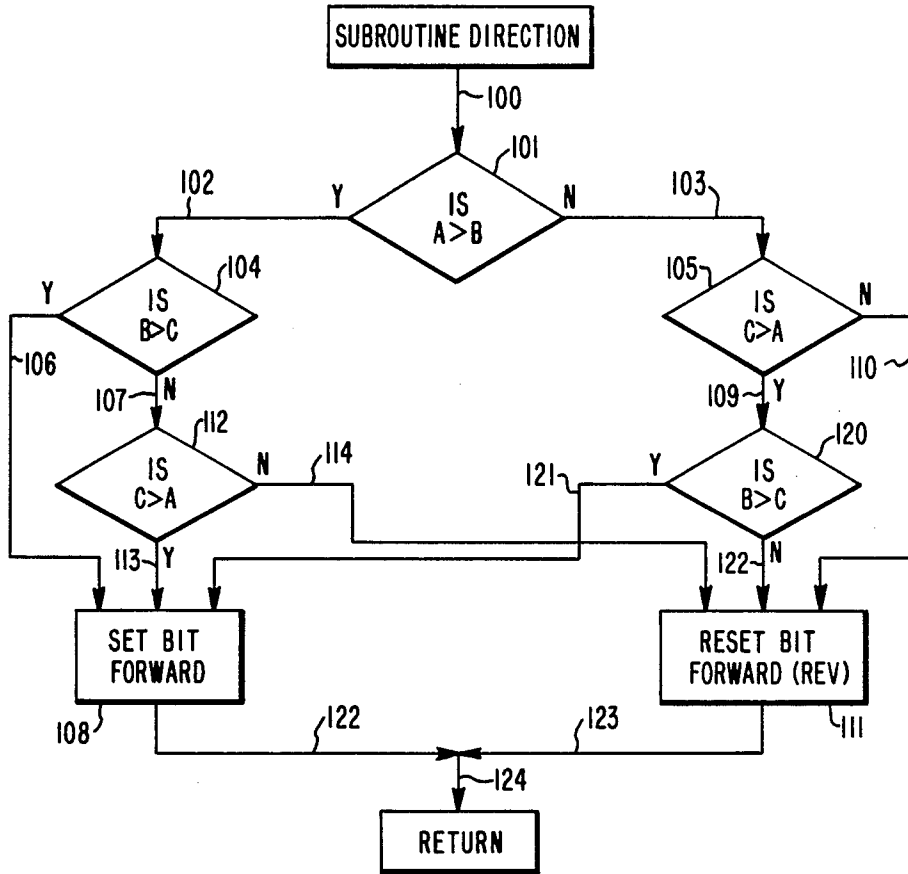 SUBROUTINE DIRECTION
100
101
102
Y
N
103
IS
A>B
104
105
Y
IS
B>C
IS
C>A
N
106
107
N
109
Y
110
112
120
IS
C>A
N
114
121
Y
IS
B>C
113
Y
122
N
SET BIT
FORWARD
RESET BIT
FORWARD (REV)
108
122
123
111
124
RETURN